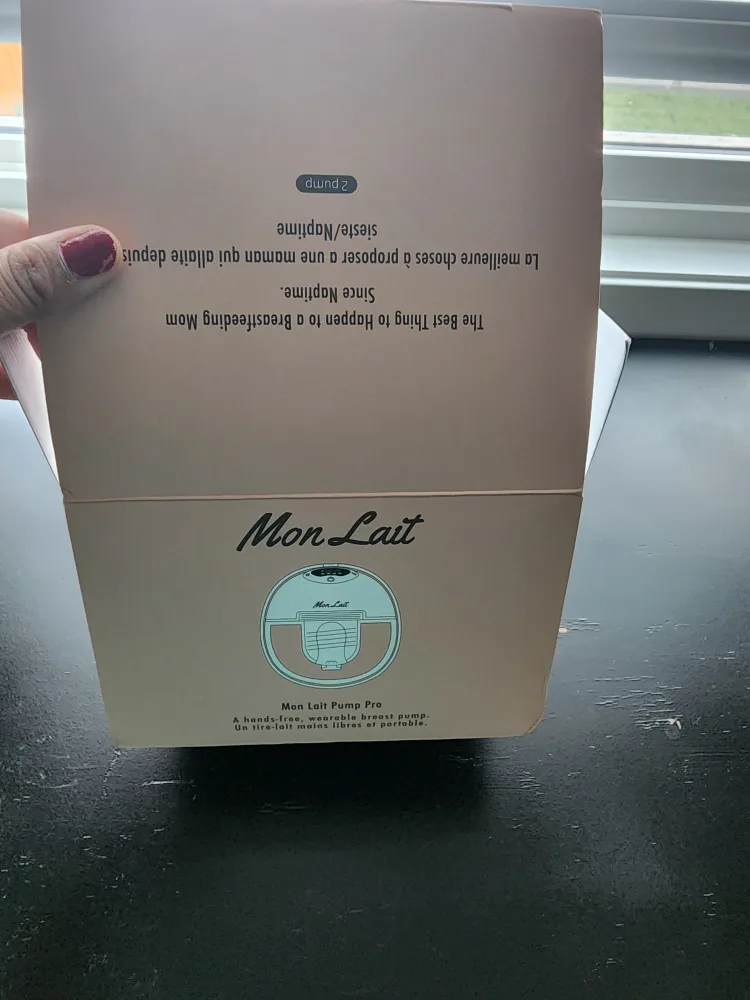 The Best Thing to Happen to a Breastfeeding Mom
Since Naptime.
La meilleure choses à proposer a une maman qui allaite depuis
sieste/Naptime
2 pump
Mon Lait
Mon Lait
Mon Lait Pump Pro
A hands-free, wearable breast pump.
Un tire-lait mains libres et portable.